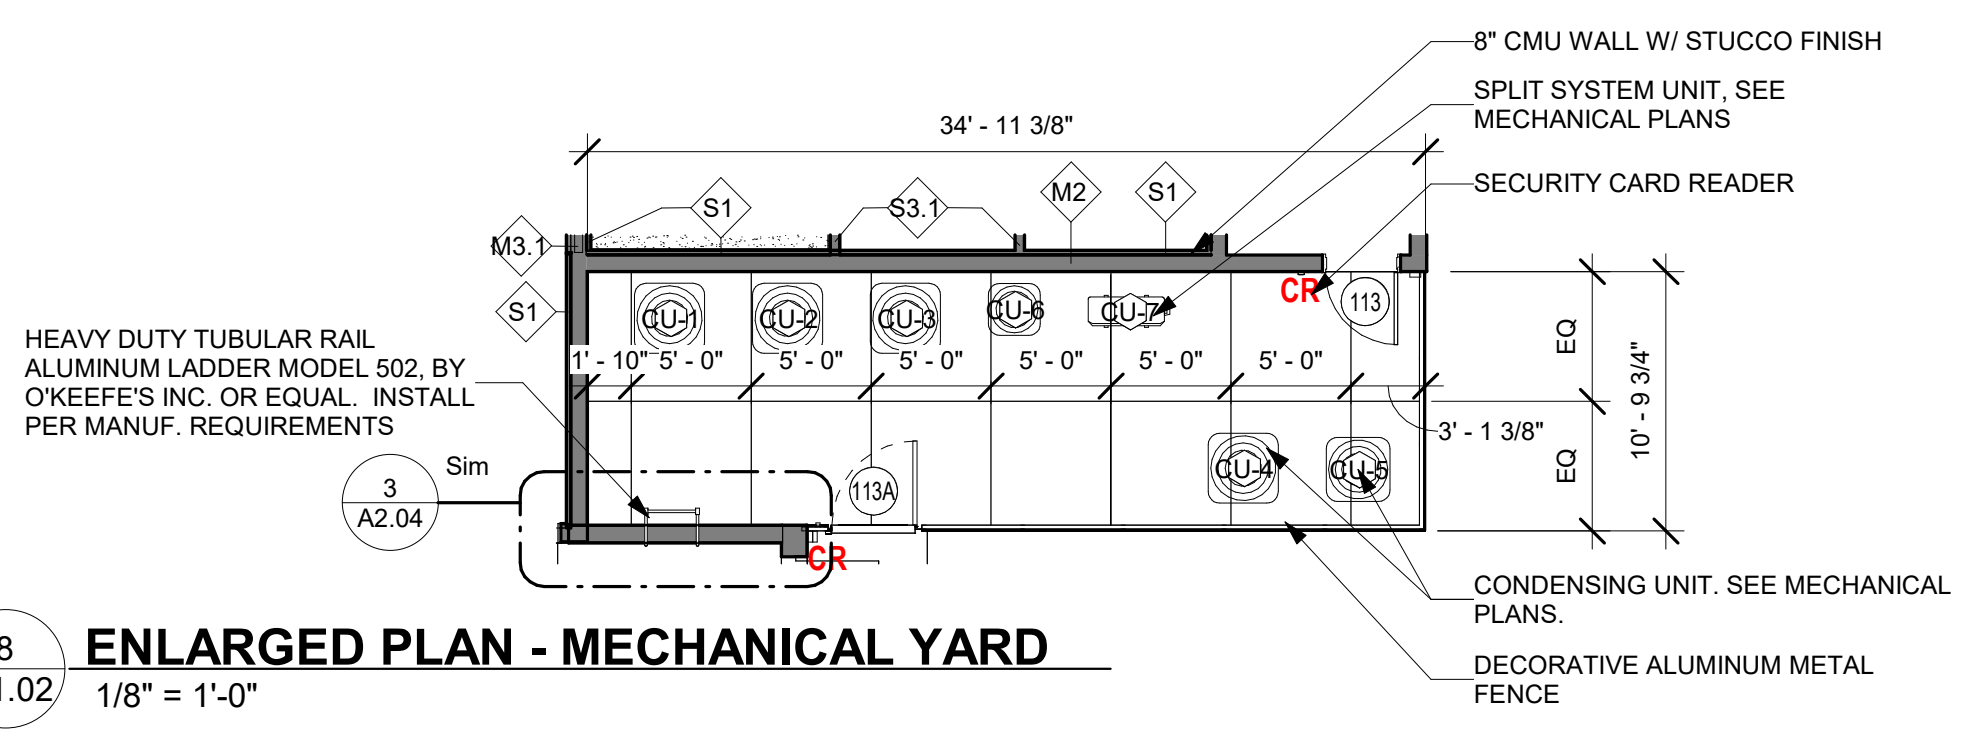 8" CMU WALL W/ STUCCO FINISH
SPLIT SYSTEM UNIT, SEE
MECHANICAL PLANS
34' - 11 3/8"
SECURITY CARD READER
S1
S3.1
M2
S1
M3.1
S1
CU-1
CU-2
CU-3
CU-6
CU-7
CR
113
HEAVY DUTY TUBULAR RAIL
ALUMINUM LADDER MODEL 502, BY
O'KEEFE'S INC. OR EQUAL. INSTALL
PER MANUF. REQUIREMENTS
1' - 10"
5' - 0"
5' - 0"
5' - 0"
5' - 0"
5' - 0"
5' - 0"
EQ
10' - 9 3/4"
3' - 1 3/8"
EQ
Sim
3
A2.04
113A
CU-4
CU-5
CR
CONDENSING UNIT. SEE MECHANICAL
PLANS.
DECORATIVE ALUMINUM METAL
FENCE
8
ENLARGED PLAN - MECHANICAL YARD
1.02
1/8" = 1'-0"